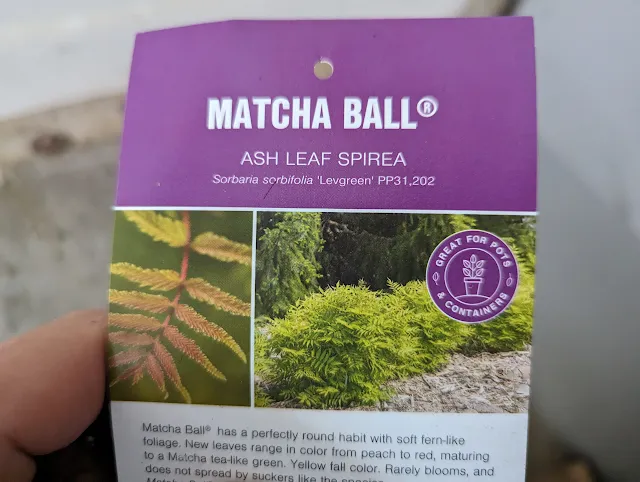 MATCHA BALL®
ASH LEAF SPIREA
Sorbaria sorbifolia 'Levgreen' PP31,202
GREAT FOR POTS
& CONTAINERS
Matcha Ball® has a perfectly round habit with soft fern-like
foliage. New leaves range in color from peach to red, maturing
to a Matcha tea-like green. Yellow fall color. Rarely blooms, and
does not spread by suckers like the species.